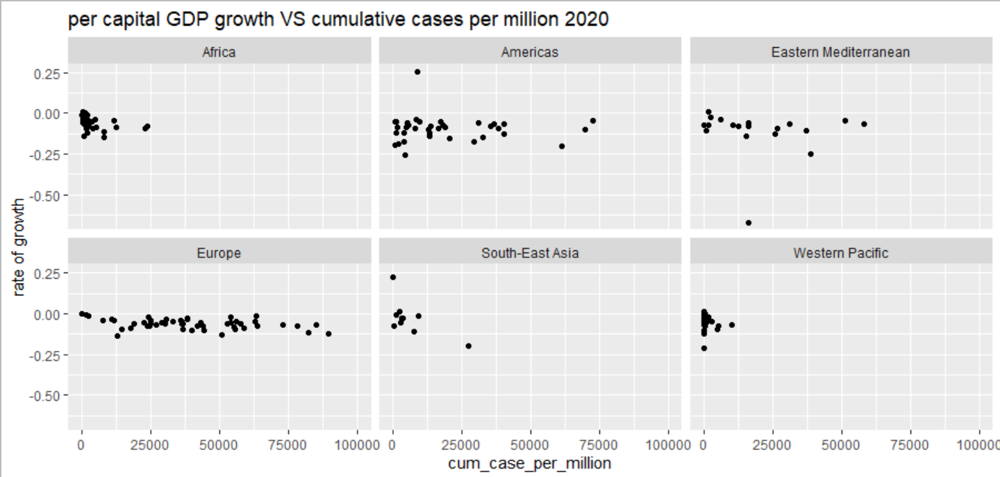 per capital GDP growth VS cumulative cases per million 2020
Africa
Americas
Eastern Mediterranean
0.25
0.00
-0.25
-0.50
rate of growth
Europe
South-East Asia
Western Pacific
0.25
0.00
-0.25
-0.50
0 25000 50000 75000 100000
0 25000 50000 75000 100000
0 25000 50000 75000 100000
cum_case_per_million